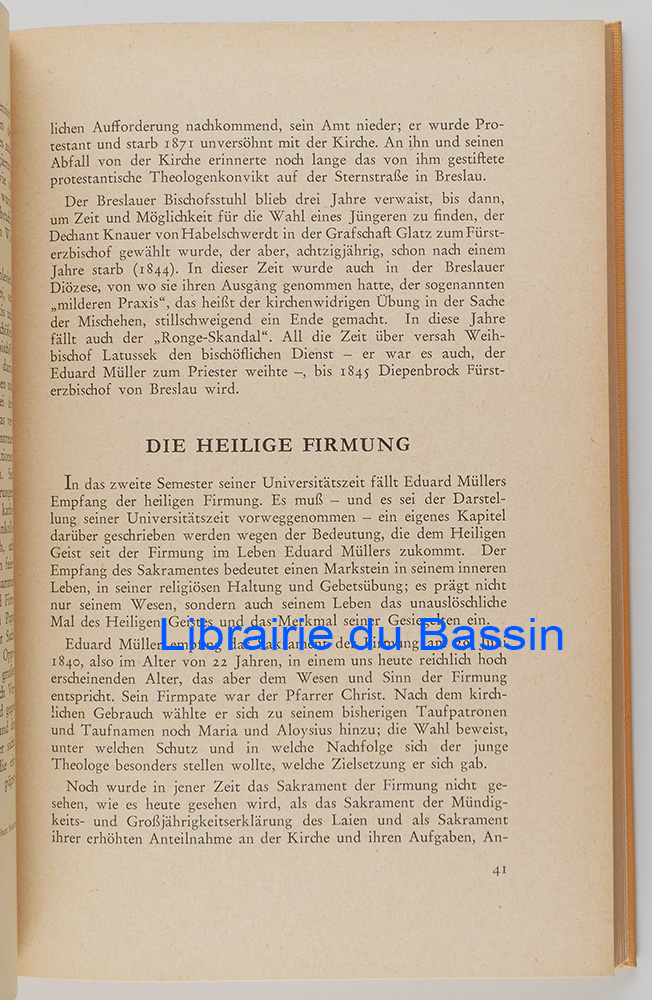 lichen Aufforderung nachkommend, sein Amt nieder; er wurde Pro-
testant und starb 1871 unversöhnt mit der Kirche. An ihn und seinen
Abfall von der Kirche erinnerte noch lange das von ihm gestiftete
protestantische Theologenkonvikt auf der Sternstraße in Breslau.
Der Breslauer Bischofsstuhl blieb drei Jahre verwaist, bis dann,
um Zeit und Möglichkeit für die Wahl eines Jüngeren zu finden, der
Dechant Knauer von Habelschwerdt in der Grafschaft Glatz zum Fürst-
erzbischof gewählt wurde, der aber, achtzigjährig, schon nach einem
Jahre starb (1844). In dieser Zeit wurde auch in der Breslauer
Diözese, von wo sie ihren Ausgang genommen hatte, der sogenannten
„milderen Praxis“, das heißt der kirchenwidrigen Übung in der Sache
der Mischehen, stillschweigend ein Ende gemacht. In diese Jahre
fällt auch der „Ronge-Skandal“. All die Zeit über versah Weih-
bischof Latussek den bischöflichen Dienst – er war es auch, der
Eduard Müller zum Priester weihte –, bis 1845 Diepenbrock Fürst-
erzbischof von Breslau wird.
DIE HEILIGE FIRMUNG
In das zweite Semester seiner Universitätszeit fällt Eduard Müllers
Empfang der heiligen Firmung. Es muß – und es sei der Darstel-
lung seiner Universitätszeit vorweggenommen – ein eigenes Kapitel
darüber geschrieben werden wegen der Bedeutung, die dem Heiligen
Geist seit der Firmung im Leben Eduard Müllers zukommt. Der
Empfang des Sakramentes bedeutet einen Markstein in seinem inneren
Leben, in seiner religiösen Haltung und Gebetsübung; es prägt nicht
nur seinem Wesen, sondern auch seinem Leben das unauslöschliche
Mal des Heiligen Geistes und das Merkmal seiner Gesiegelten ein.
Librairie du Bassin
Eduard Müller empfing das Sakrament der Firmung am Juni
1840, also im Alter von 22 Jahren, in einem uns heute reichlich hoch
erscheinenden Alter, das aber dem Wesen und Sinn der Firmung
entspricht. Sein Firmpate war der Pfarrer Christ. Nach dem kirch-
lichen Gebrauch wählte er sich zu seinem bisherigen Taufpatronen
und Taufnamen noch Maria und Aloysius hinzu; die Wahl beweist,
unter welchen Schutz und in welche Nachfolge sich der junge
Theologe besonders stellen wollte, welche Zielsetzung er sich gab.
Noch wurde in jener Zeit das Sakrament der Firmung nicht ge-
sehen, wie es heute gesehen wird, als das Sakrament der Mündig-
keits- und Großjährigkeitserklärung des Laien und als Sakrament
ihrer erhöhten Anteilnahme an der Kirche und ihren Aufgaben, An-
41